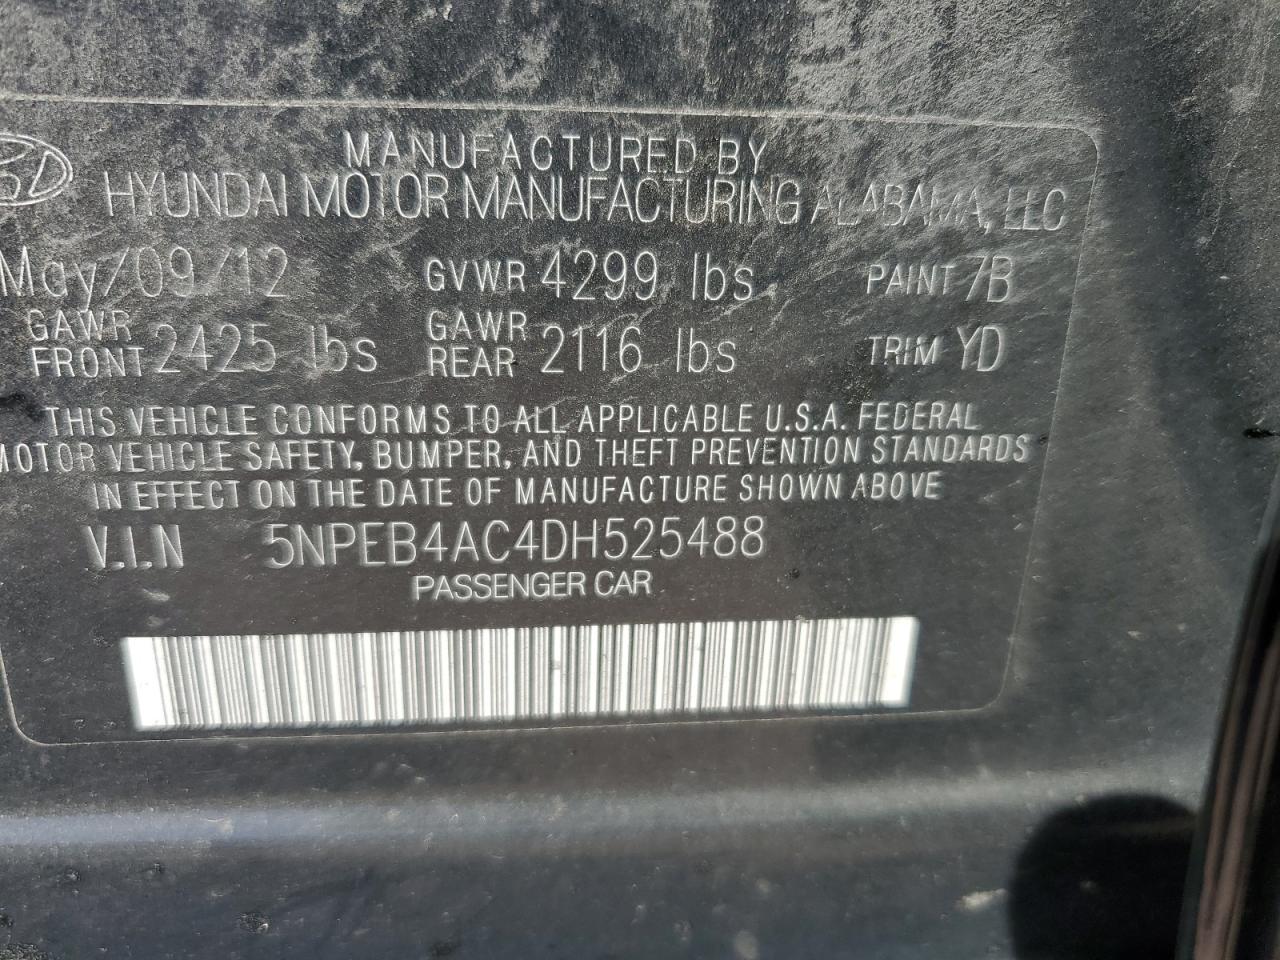 MANUFACTURED BY
HYUNDAI MOTOR MANUFACTURING ALABAMA, LLC
May/09/12 GVWR 4299 lbs PAINT 7B
GAWR FRONT 2425 lbs GAWR REAR 2116 lbs TRIM YD
THIS VEHICLE CONFORMS TO ALL APPLICABLE U.S.A. FEDERAL
MOTOR VEHICLE SAFETY, BUMPER, AND THEFT PREVENTION STANDARDS
IN EFFECT ON THE DATE OF MANUFACTURE SHOWN ABOVE
V.I.N 5NPEB4AC4DH525488
PASSENGER CAR